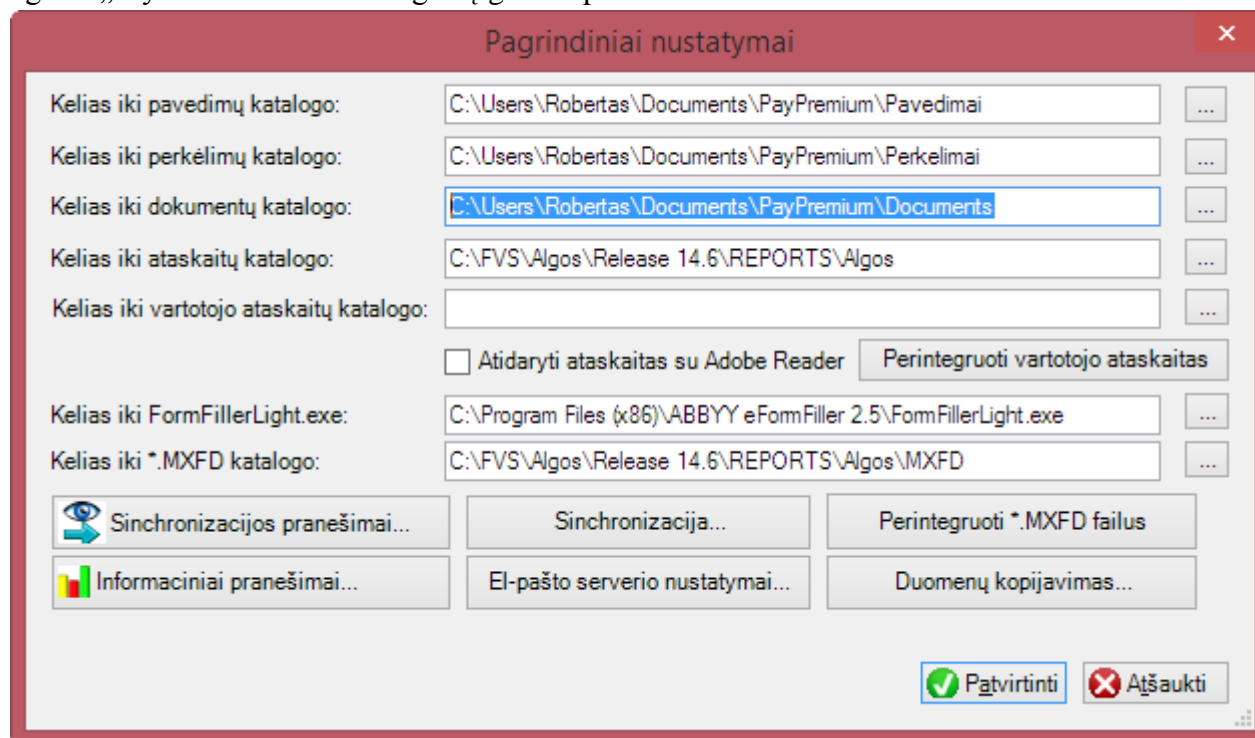 Pagrindiniai nustatymai
Kelias iki pavedimų katalogo: C:\Users\Robertas\Documents\PayPremium\Pavedimai ...
Kelias iki perkėlimų katalogo: C:\Users\Robertas\Documents\PayPremium\Perkelimai ...
Kelias iki dokumentų katalogo: C:\Users\Robertas\Documents\PayPremium\Documents ...
Kelias iki ataskaitų katalogo: C:\FVS\Algos\Release 14.6\REPORTS\Algos ...
Kelias iki vartotojo ataskaitų katalogo: ...
Atidaryti ataskaitas su Adobe Reader Perintegruoti vartotojo ataskaitas
Kelias iki FormFillerLight.exe: C:\Program Files (x86)\ABBYY eFormFiller 2.5\FormFillerLight.exe ...
Kelias iki *.MXFD katalogo: C:\FVS\Algos\Release 14.6\REPORTS\Algos\MXFD ...
Sinchronizacijos pranešimai... Sinchronizacija... Perintegruoti *.MXFD failus
Informaciniai pranešimai... El-pašto serverio nustatymai... Duomenų kopijavimas...
Patvirtinti Atšaukti